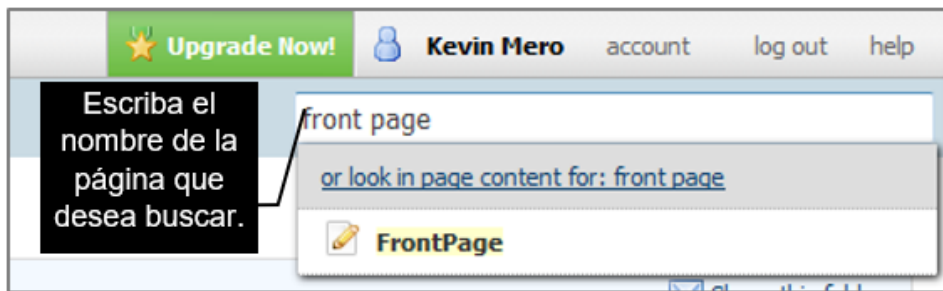 Upgrade Now! Kevin Mero account log out help
Escriba el
nombre de la
página que
desea buscar.
front page
or look in page content for: front page
FrontPage